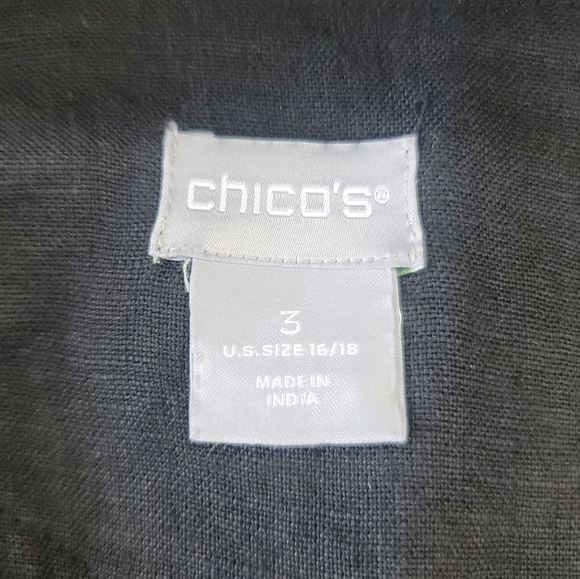 chico's®
3
U.S. SIZE 16/18
MADE IN
INDIA